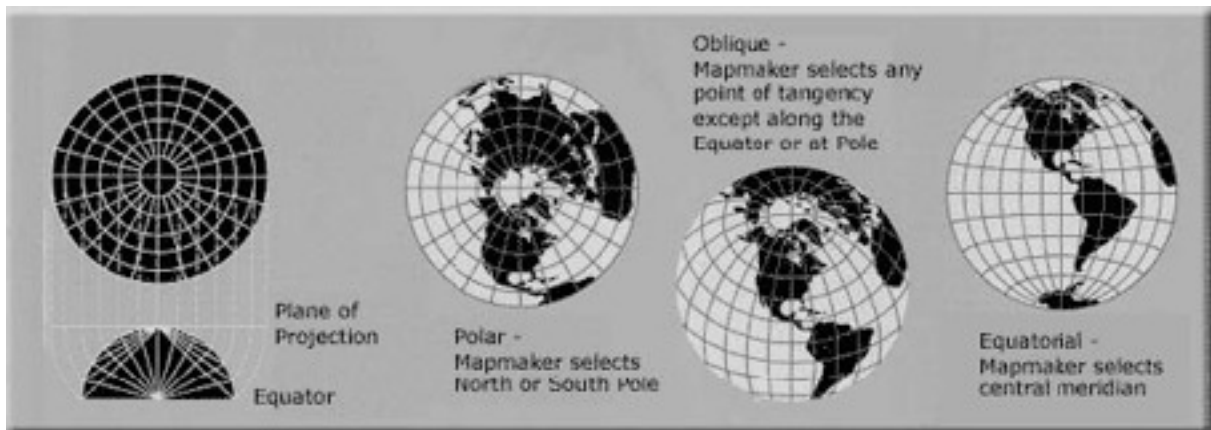 Plane of
Projection
Equator
Polar -
Mapmaker selects
North or South Pole
Oblique -
Mapmaker selects any
point of tangency
except along the
Equator or at Pole
Equatorial -
Mapmaker selects
central meridian